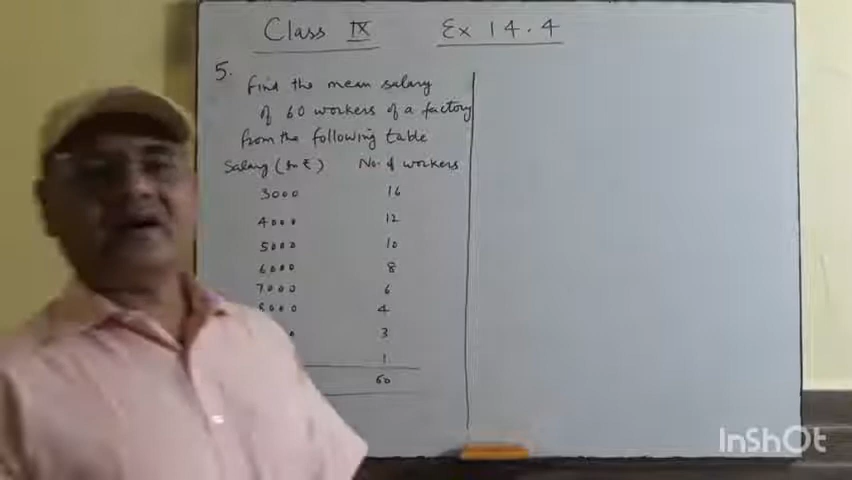 Class IX Ex 14.4
5.
Find the mean salary
of 60 workers of a factory
from the following table
Salary (in ₹) No. of workers
3000 16
4000 12
5000 10
6000 8
7000 6
8000 4
3
1
60
InShOt